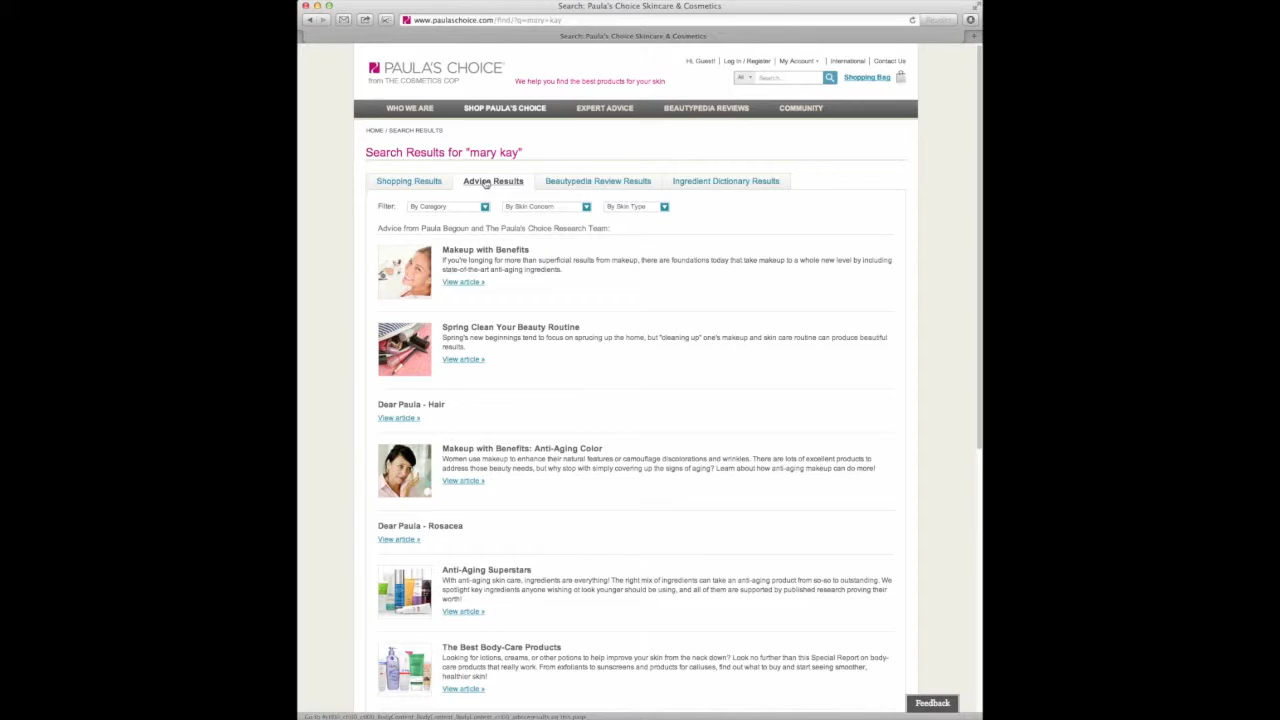 Search: Paula's Choice Skincare & Cosmetics
www.paulaschoice.com/find/?q=mary+kay
Search: Paula's Choice Skincare & Cosmetics
Hi, Guest! Log In / Register My Account International Contact Us
PAULA'S CHOICE
from THE COSMETICS COP
We help you find the best products for your skin
All Search... Shopping Bag
WHO WE ARE SHOP PAULA'S CHOICE EXPERT ADVICE BEAUTYPEDIA REVIEWS COMMUNITY
HOME / SEARCH RESULTS
Search Results for "mary kay"
Shopping Results Advice Results Beautypedia Review Results Ingredient Dictionary Results
Filter: By Category By Skin Concern By Skin Type
Advice from Paula Begoun and The Paula's Choice Research Team:
Makeup with Benefits
If you're longing for more than superficial results from makeup, there are foundations today that take makeup to a whole new level by including
state-of-the-art anti-aging ingredients.
View article »
Spring Clean Your Beauty Routine
Spring's new beginnings tend to focus on sprucing up the home, but "cleaning up" one's makeup and skin care routine can produce beautiful
results.
View article »
Dear Paula - Hair
View article »
Makeup with Benefits: Anti-Aging Color
Women use makeup to enhance their natural features or camouflage discolorations and wrinkles. There are lots of excellent products to
address those beauty needs, but why stop with simply covering up the signs of aging? Learn about how anti-aging makeup can do more!
View article »
Dear Paula - Rosacea
View article »
Anti-Aging Superstars
With anti-aging skin care, ingredients are everything! The right mix of ingredients can take an anti-aging product from so-so to outstanding. We
spotlight key ingredients anyone wishing ot look younger should be using, and all of them are supported by published research proving their
worth!
View article »
The Best Body-Care Products
Looking for lotions, creams, or other potions to help improve your skin from the neck down? Look no further than this Special Report on body-
care products that really work. From exfoliants to sunscreens and products for calluses, find out what to buy and start seeing smoother,
healthier skin!
View article »
Feedback